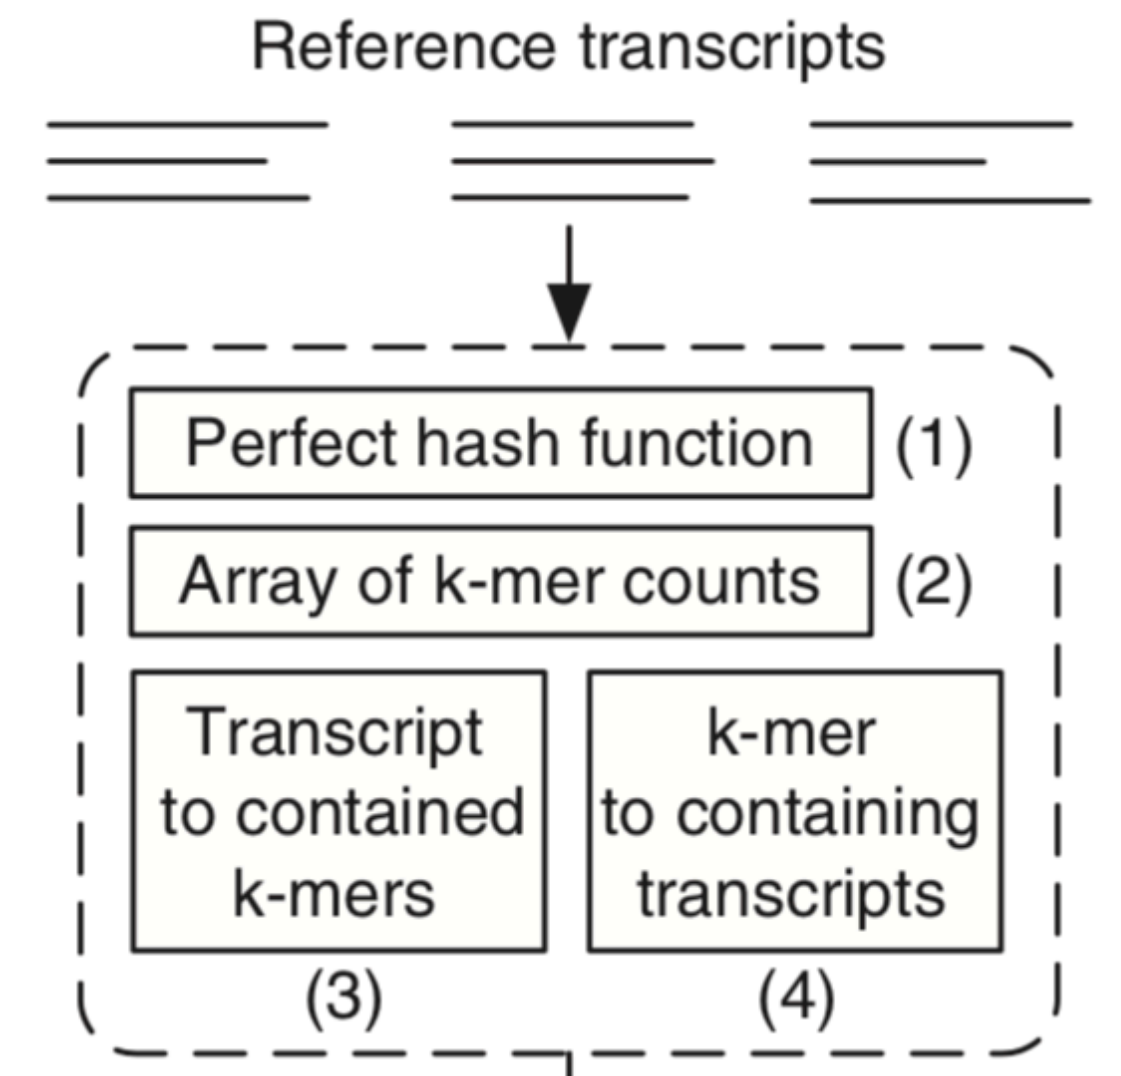 Reference transcripts
Perfect hash function (1)
Array of k-mer counts (2)
Transcript
to contained
k-mers
(3)
k-mer
to containing
transcripts
(4)